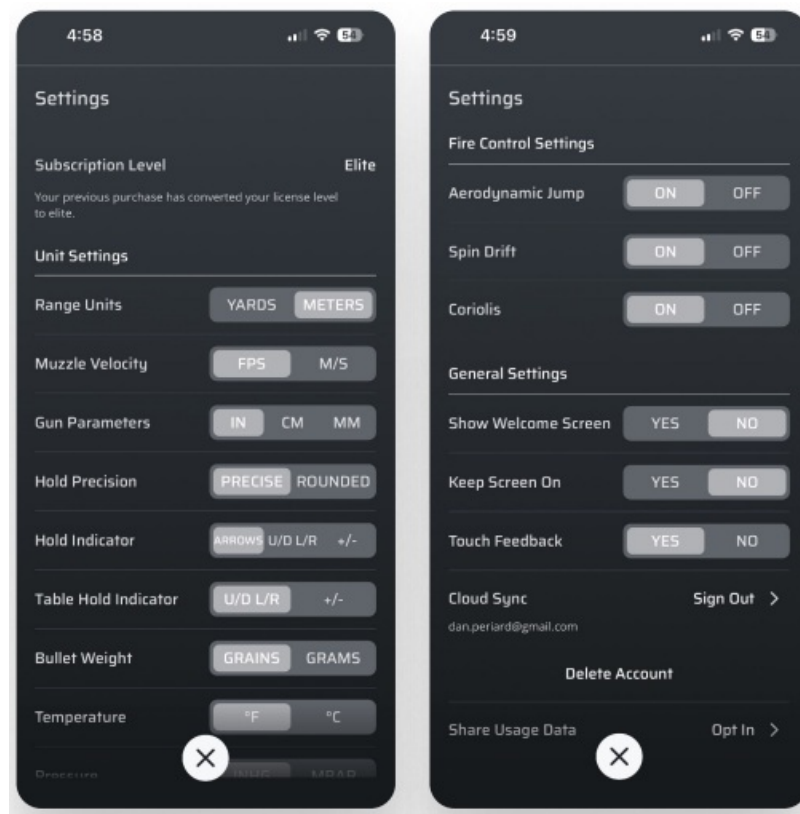 4:58
54
Settings
Subscription Level Elite
Your previous purchase has converted your license level
to elite.
Unit Settings
Range Units YARDS METERS
Muzzle Velocity FPS M/S
Gun Parameters IN CM MM
Hold Precision PRECISE ROUNDED
Hold Indicator ARROWS U/D L/R +/-
Table Hold Indicator U/D L/R +/-
Bullet Weight GRAINS GRAMS
Temperature °F °C
Pressure INHG MBAR
4:59
54
Settings
Fire Control Settings
Aerodynamic Jump ON OFF
Spin Drift ON OFF
Coriolis ON OFF
General Settings
Show Welcome Screen YES NO
Keep Screen On YES NO
Touch Feedback YES NO
Cloud Sync Sign Out >
dan.periard@gmail.com
Delete Account
Share Usage Data Opt In >